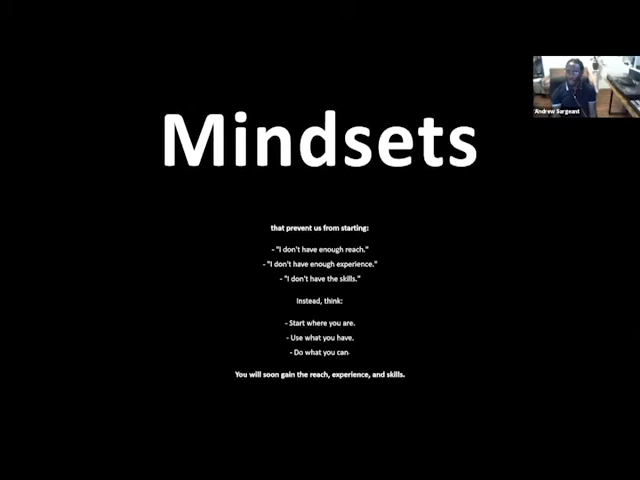 Mindsets
Andrew Sargeant
that prevent us from starting:
- "I don't have enough reach."
- "I don't have enough experience."
- "I don't have the skills."
Instead, think:
- Start where you are.
- Use what you have.
- Do what you can
You will soon gain the reach, experience, and skills.